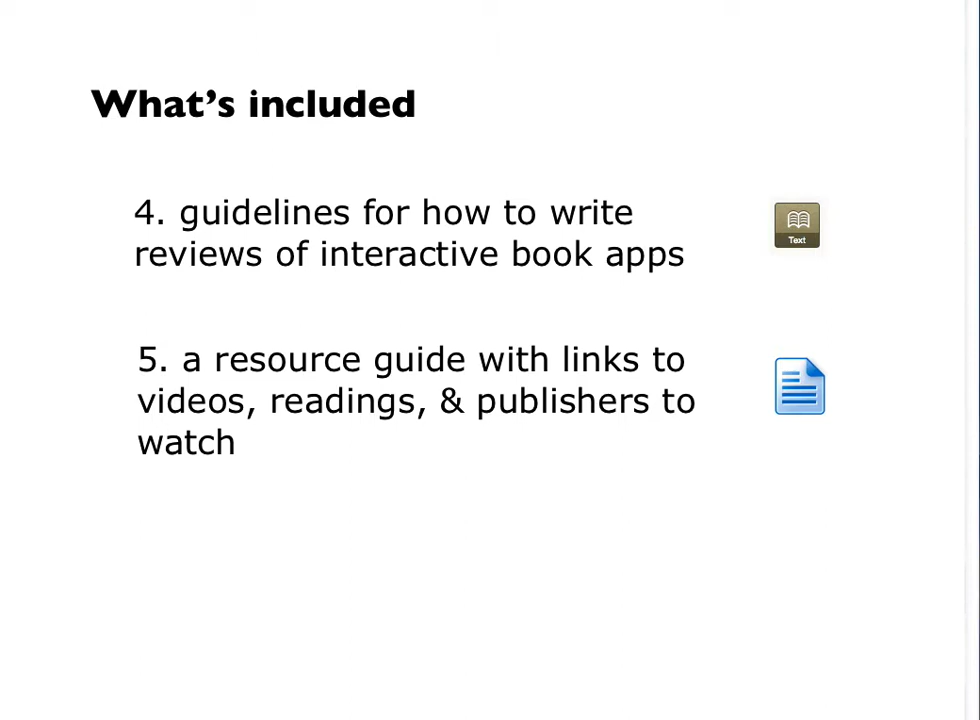 What’s included
4. guidelines for how to write
reviews of interactive book apps
Text
5. a resource guide with links to
videos, readings, & publishers to
watch